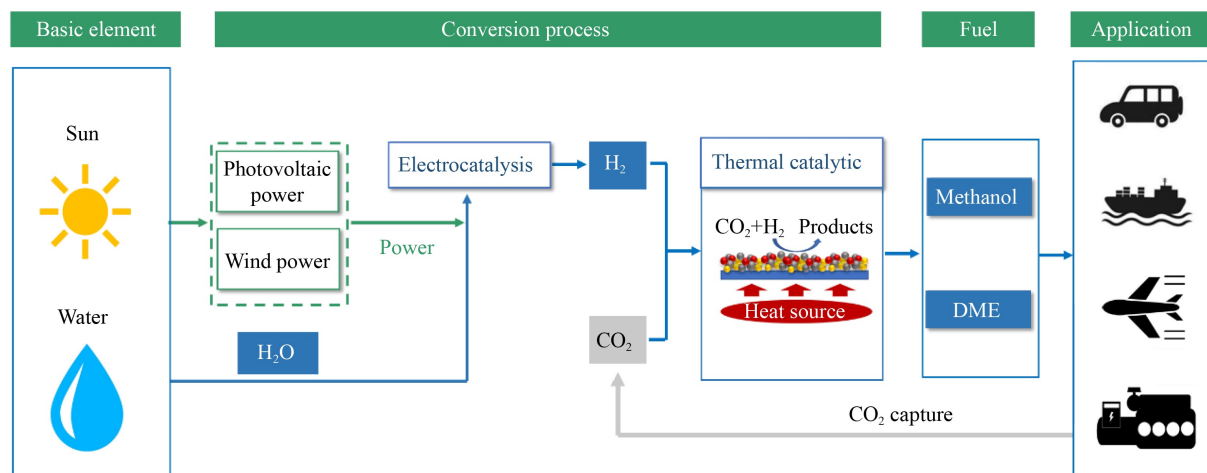 Basic element
Conversion process
Fuel
Application
Sun
Water
Photovoltaic
power
Wind power
Power
H₂O
Electrocatalysis
H₂
CO₂
Thermal catalytic
CO₂+H₂ Products
Heat source
Methanol
DME
CO₂ capture